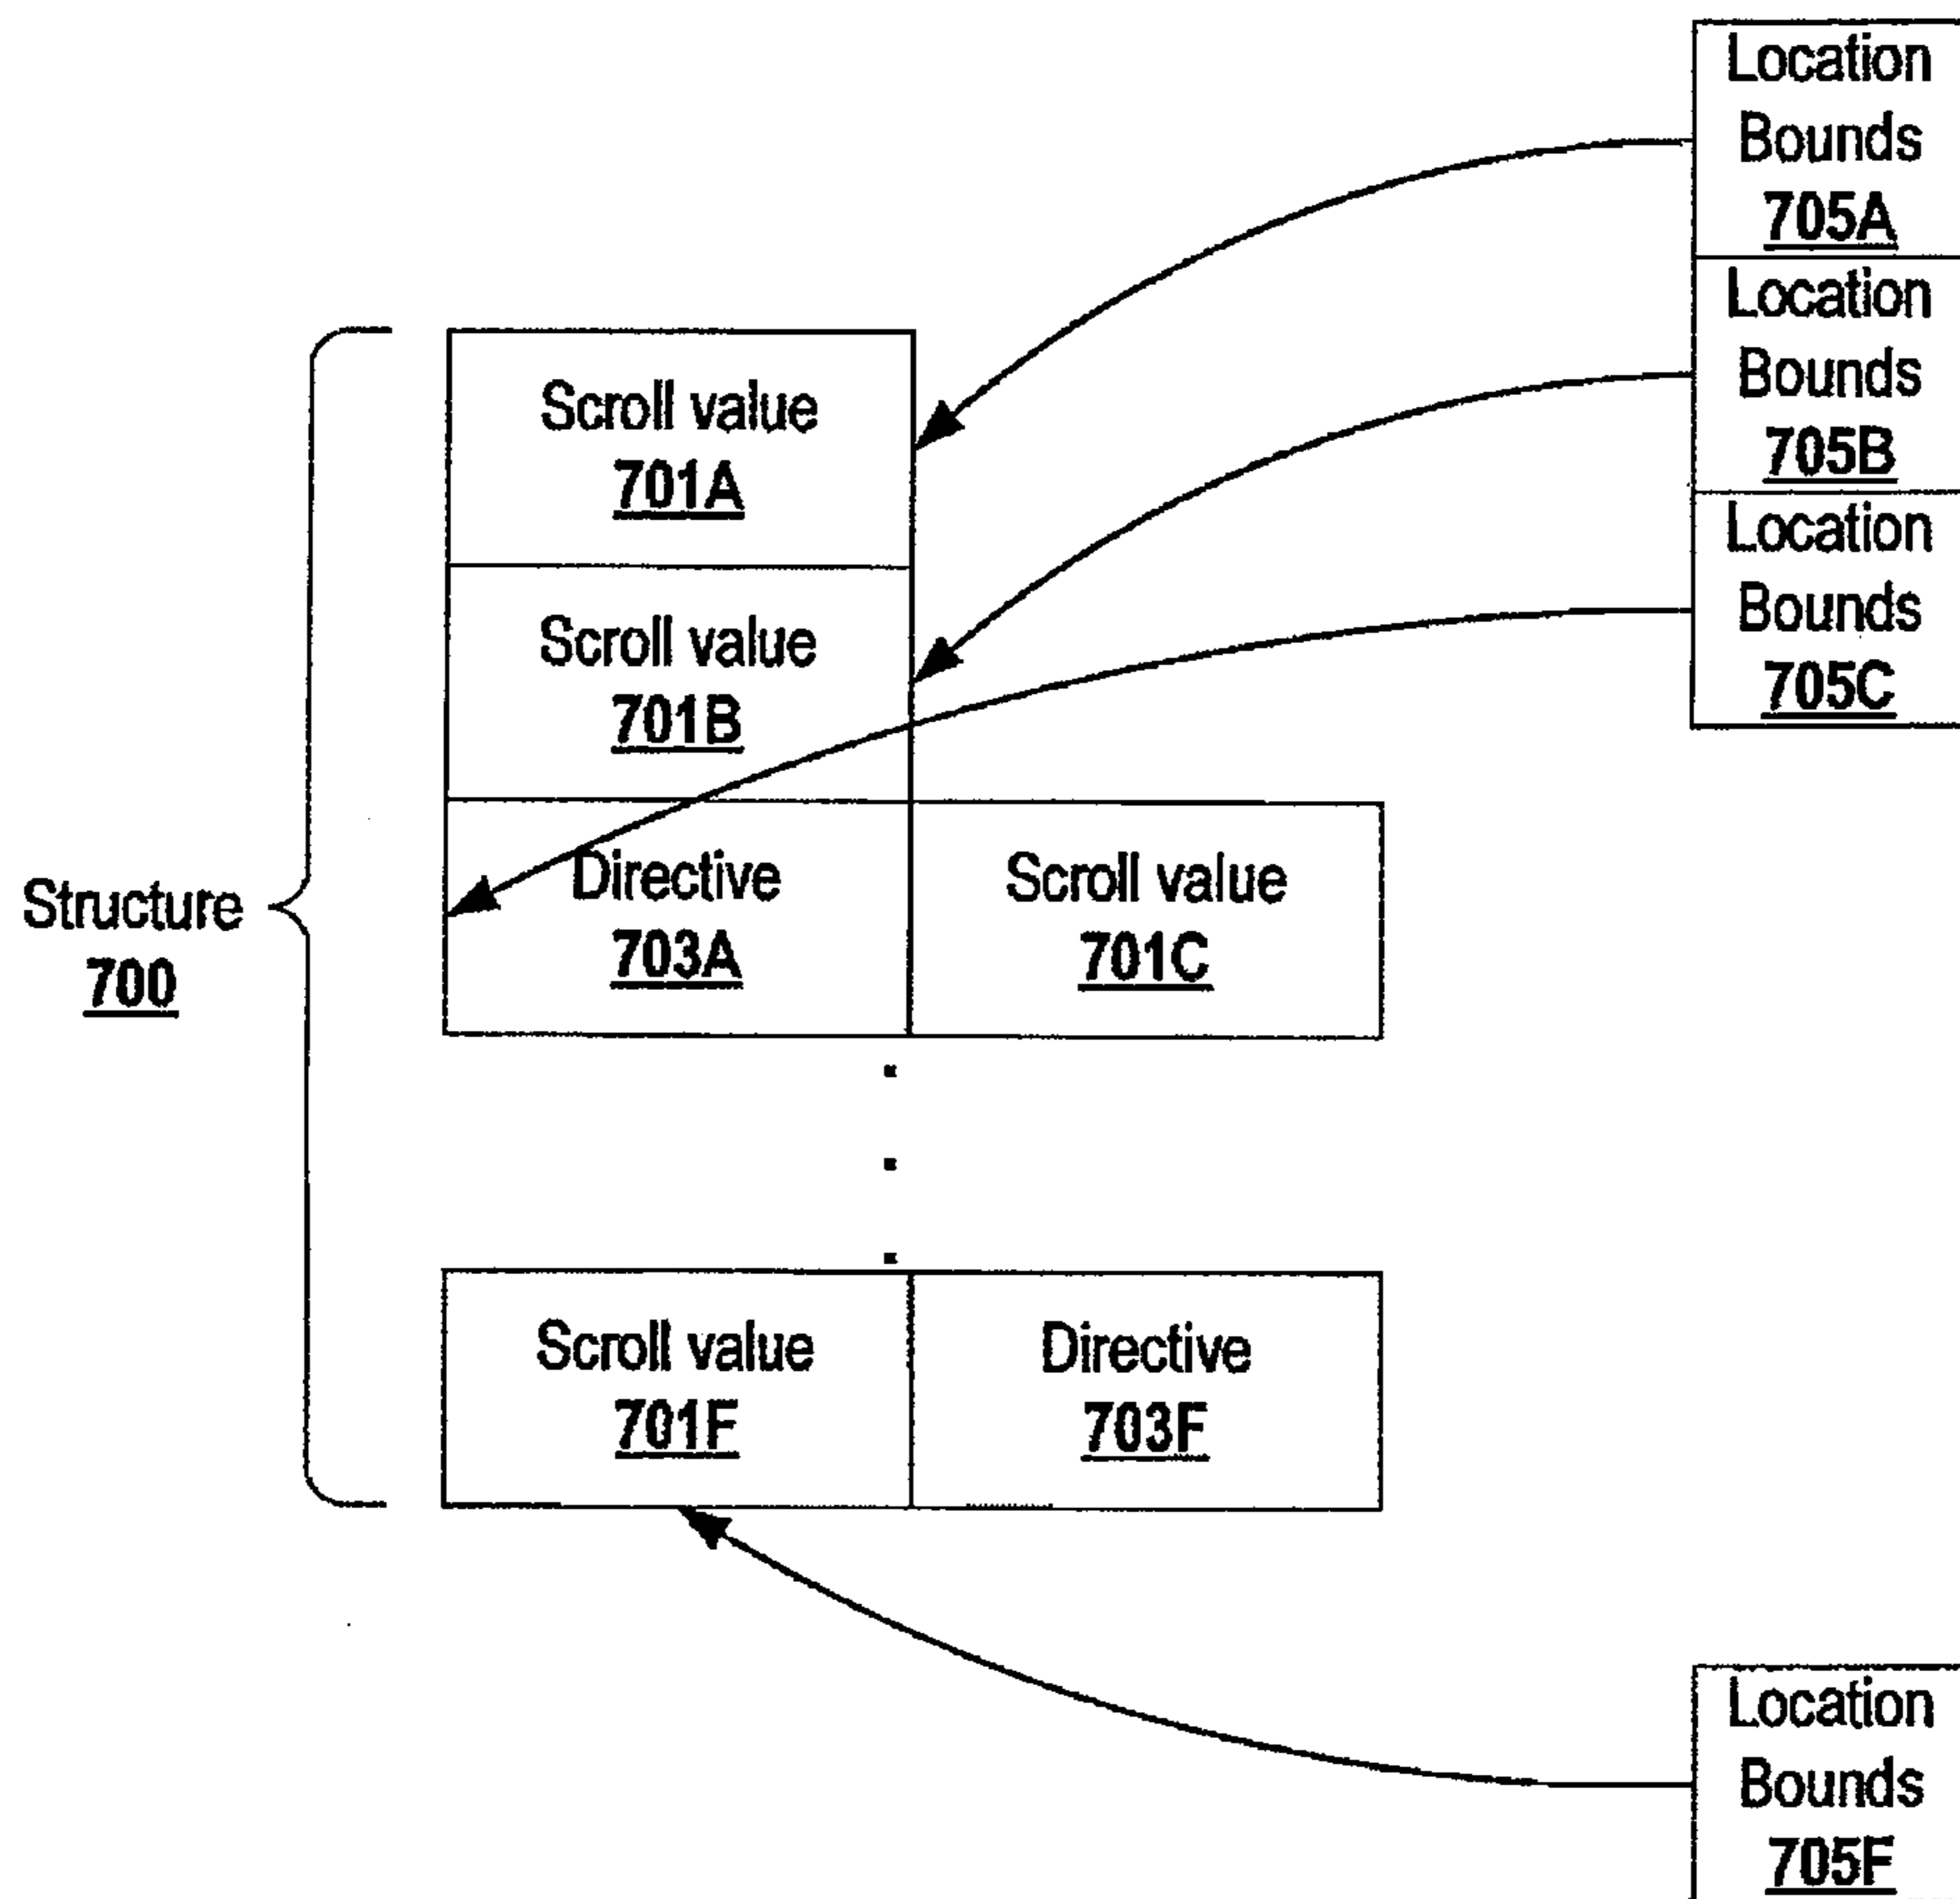 Location
Bounds
705A
Location
Bounds
705B
Location
Bounds
705C
Scroll value
701A
Scroll value
701B
Directive
703A
Scroll value
701C
Structure
700
Scroll value
701F
Directive
703F
Location
Bounds
705F